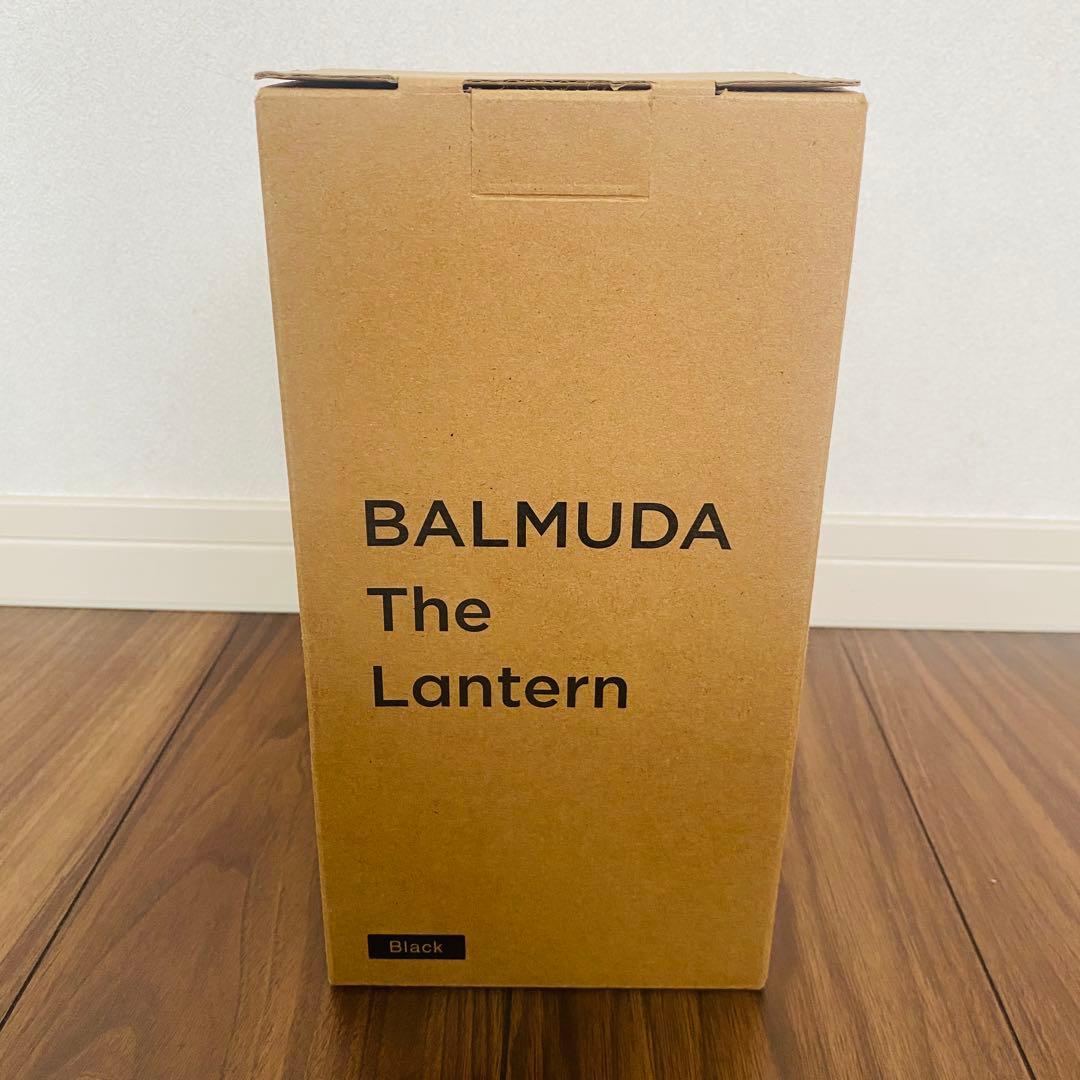 BALMUDA
The
Lantern
Black